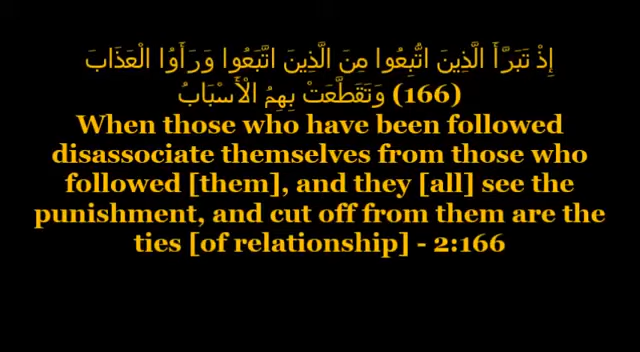 إِذْ تَبَرَّأَ الَّذِينَ اتُّبِعُوا مِنَ الَّذِينَ اتَّبَعُوا وَرَأَوُا الْعَذَابَ
وَتَقَطَّعَتْ بِهِمُ الْأَسْبَابُ (166)
When those who have been followed
disassociate themselves from those who
followed [them], and they [all] see the
punishment, and cut off from them are the
ties [of relationship] - 2:166